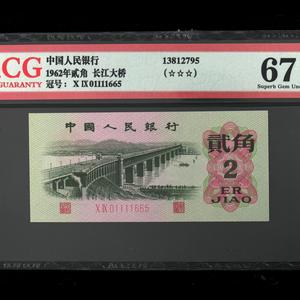 ACG
GUARANTY
中国人民银行
1962年贰角 长江大桥
冠号: X IX 01111665
13812795
(☆☆☆)
67
Superb Gem Unc
中国人民银行
贰角
2
ER
JIAO
X IX 01111665